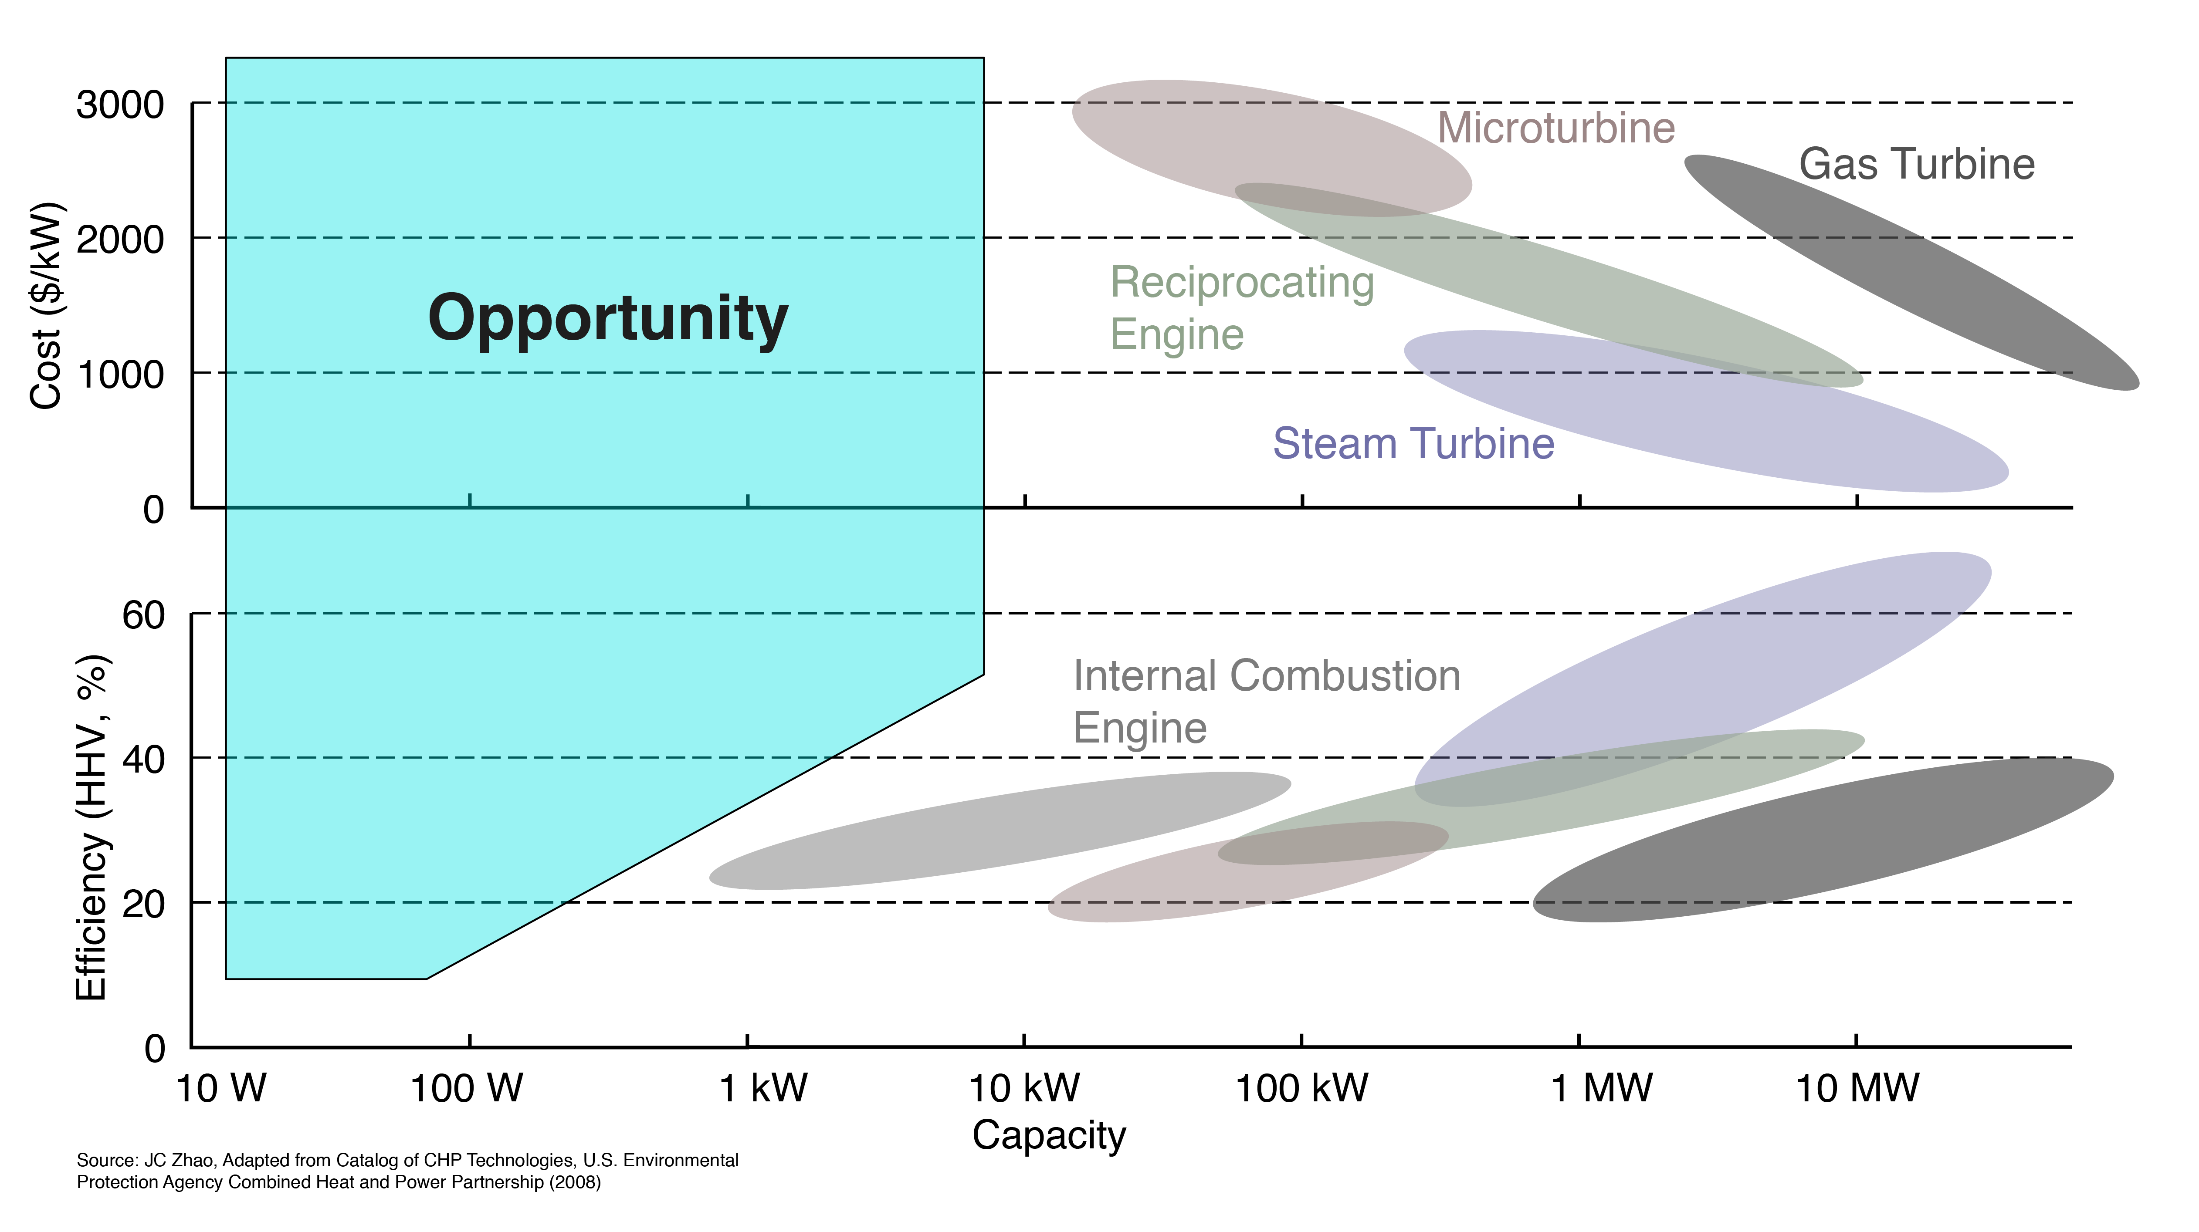 3000
2000
1000
0
Cost ($/kW)
Opportunity
Microturbine
Gas Turbine
Reciprocating
Engine
Steam Turbine
60
40
20
0
Efficiency (HHV, %)
Internal Combustion
Engine
10 W
100 W
1 kW
10 kW
100 kW
1 MW
10 MW
Capacity
Source: JC Zhao, Adapted from Catalog of CHP Technologies, U.S. Environmental
Protection Agency Combined Heat and Power Partnership (2008)